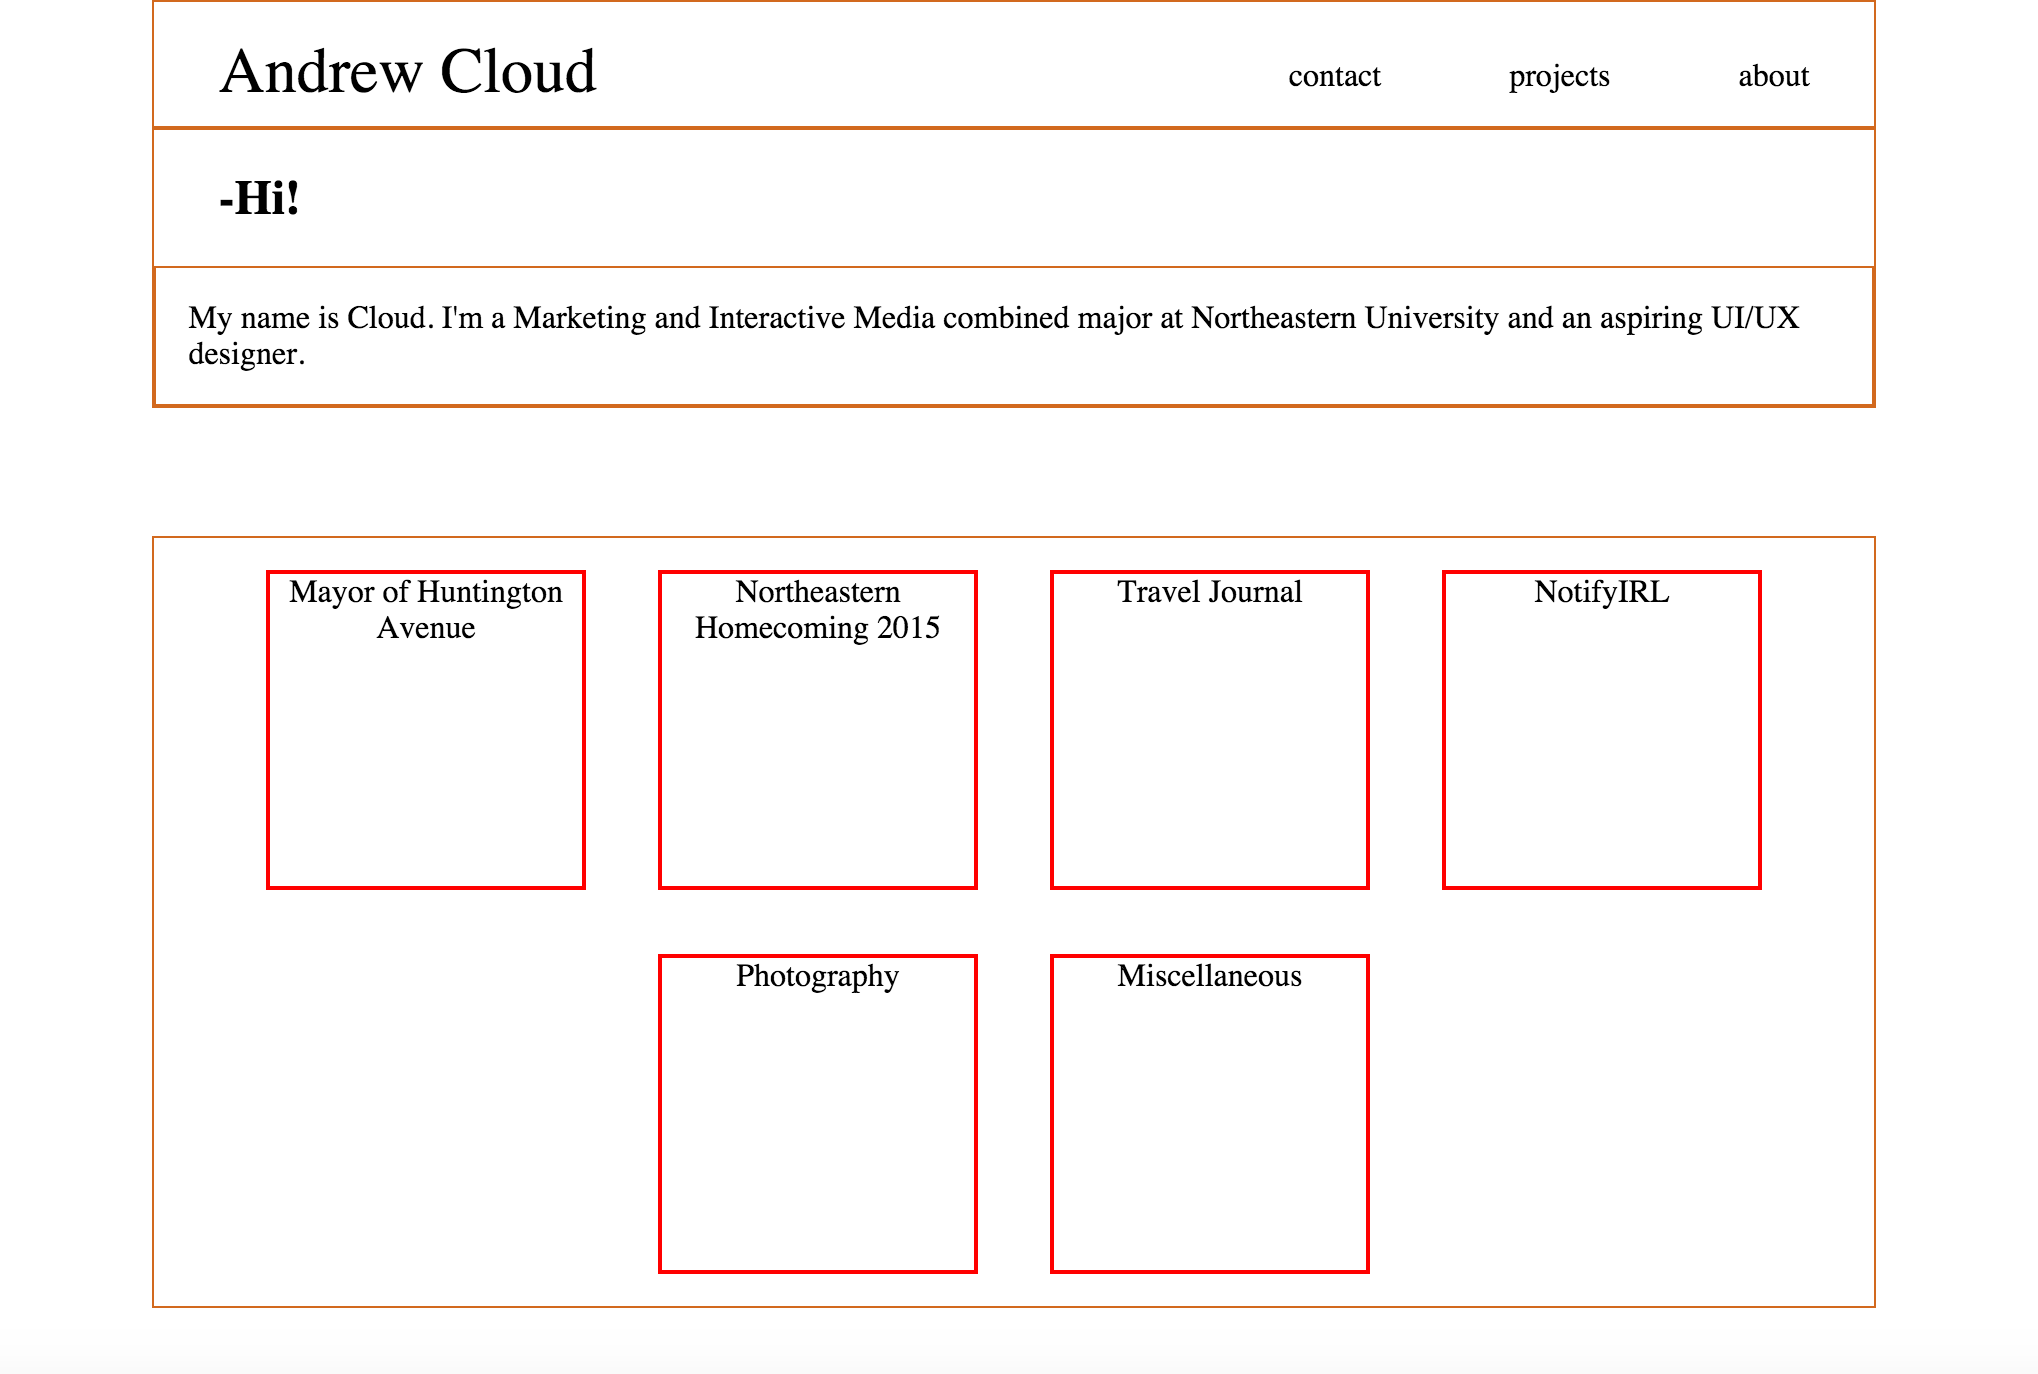 Andrew Cloud
contact projects about
-Hi!
My name is Cloud. I'm a Marketing and Interactive Media combined major at Northeastern University and an aspiring UI/UX
designer.
Mayor of Huntington
Avenue
Northeastern
Homecoming 2015
Travel Journal
NotifyIRL
Photography
Miscellaneous